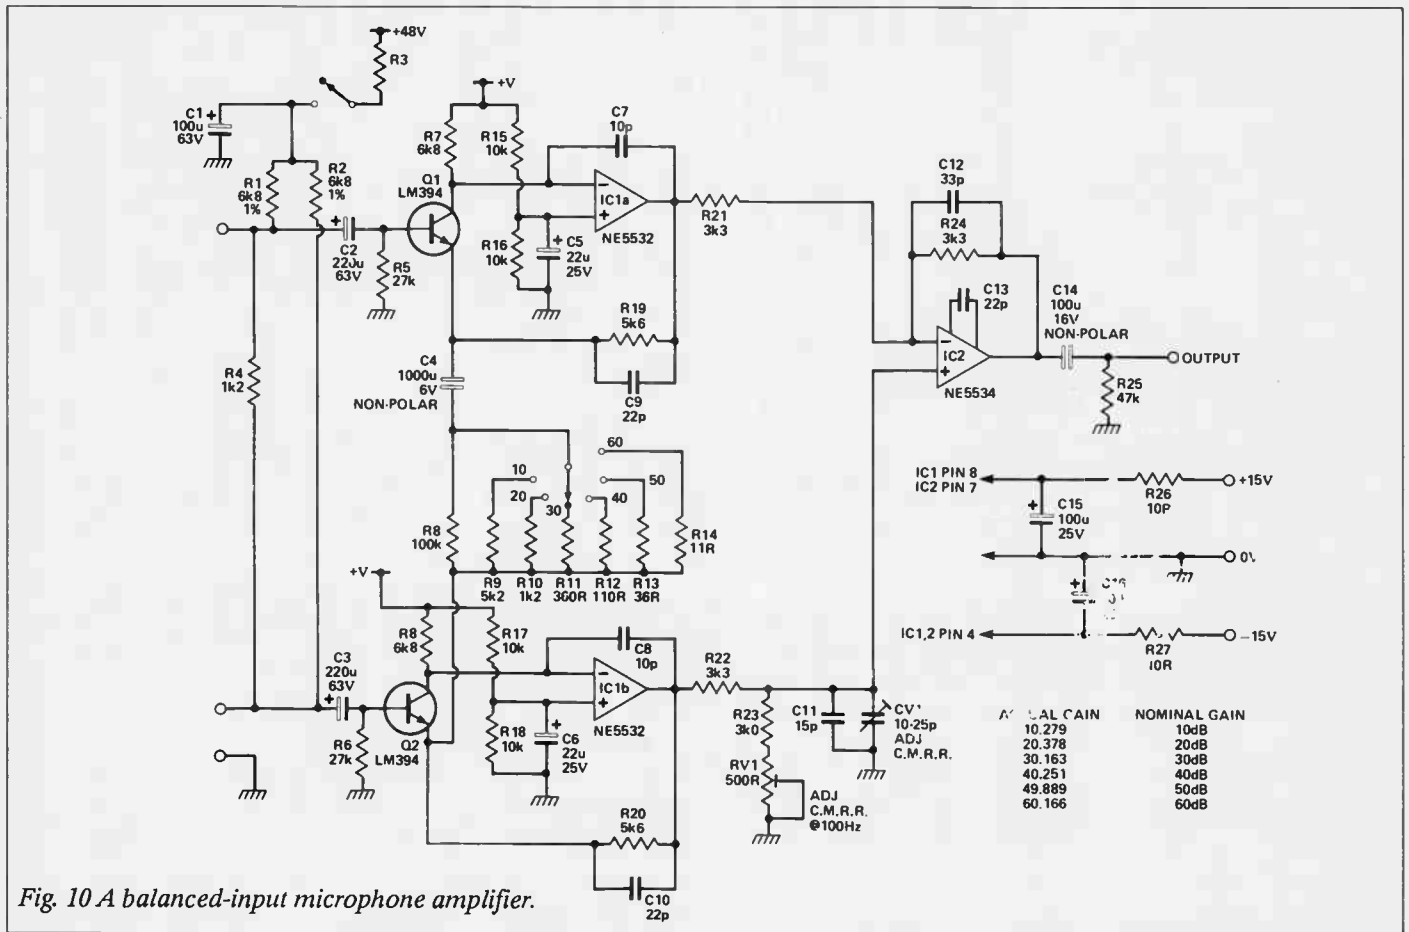 +48V
R3
C1
100u
63V
+
R1
6k8
1%
R2
6k8
1%
+
C2
220u
63V
R5
27k
R4
1k2
+V
R7
6k8
R15
10k
Q1
LM394
C7
10p
−
IC1a
+
NE5532
R16
10k
+
C5
22u
25V
R19
5k6
C9
22p
R21
3k3
C4
1000u
6V
NON-POLAR
10
20
30
40
50
60
R8
100k
R9
5k2
R10
1k2
R11
360R
R12
110R
R13
36R
R14
11R
C12
33p
R24
3k3
C13
22p
−
IC2
+
NE5534
C14
100u
16V
NON-POLAR
OUTPUT
R25
47k
IC1 PIN 8
IC2 PIN 7
+
C15
100u
25V
R26
+15V
+
IC1,2 PIN 4
R27
−15V
+V
R8
6k8
R17
10k
C3
220u
63V
+
R6
27k
Q2
LM394
C8
10p
−
IC1b
+
NE5532
R18
10k
+
C6
22u
25V
R20
5k6
C10
22p
R22
3k3
R23
3k0
RV1
500R
ADJ
C.M.R.R.
@100Hz
C11
15p
CV1
10-25p
ADJ
C.M.R.R.
GAIN NOMINAL GAIN
10.279 10dB
20.378 20dB
30.163 30dB
40.251 40dB
49.889 50dB
60.166 60dB
Fig. 10 A balanced-input microphone amplifier.